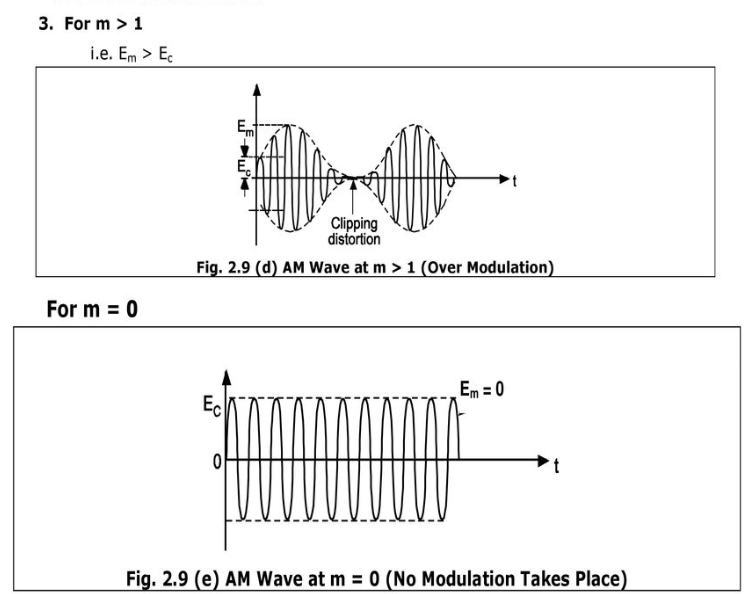 3. For m > 1
i.e. Em > Ec
Em
Ec
t
Clipping
distortion
Fig. 2.9 (d) AM Wave at m > 1 (Over Modulation)
For m = 0
Em = 0
EC
0
t
Fig. 2.9 (e) AM Wave at m = 0 (No Modulation Takes Place)